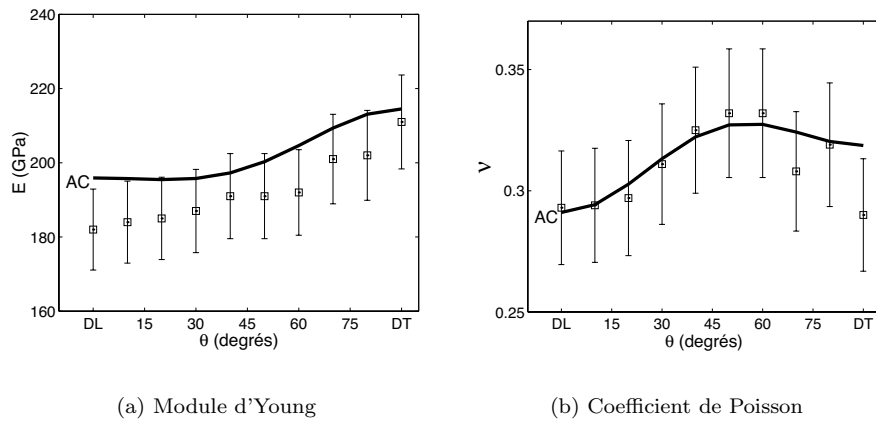 240
220
200
180
160
E (GPa)
AC
DL 15 30 45 60 75 DT
θ (degrés)
(a) Module d'Young
0.35
0.3
0.25
ν
AC
DL 15 30 45 60 75 DT
θ (degrés)
(b) Coefficient de Poisson